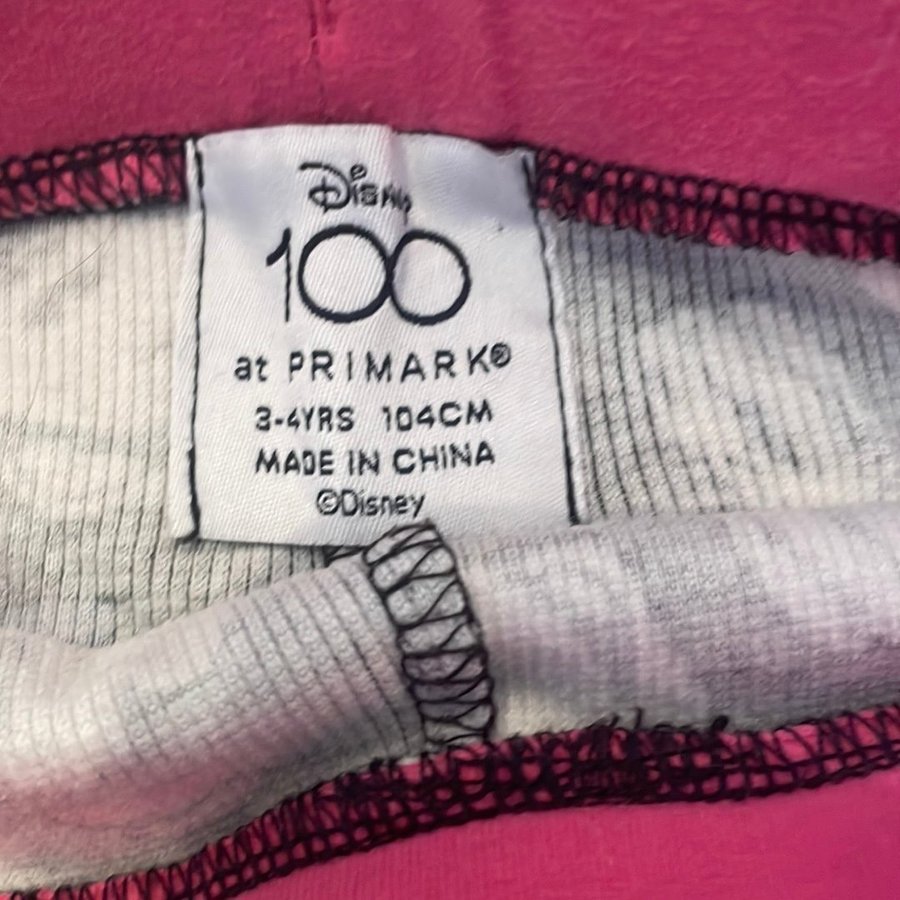 Disney
100
at PRIMARK®
3-4YRS 104CM
MADE IN CHINA
©Disney